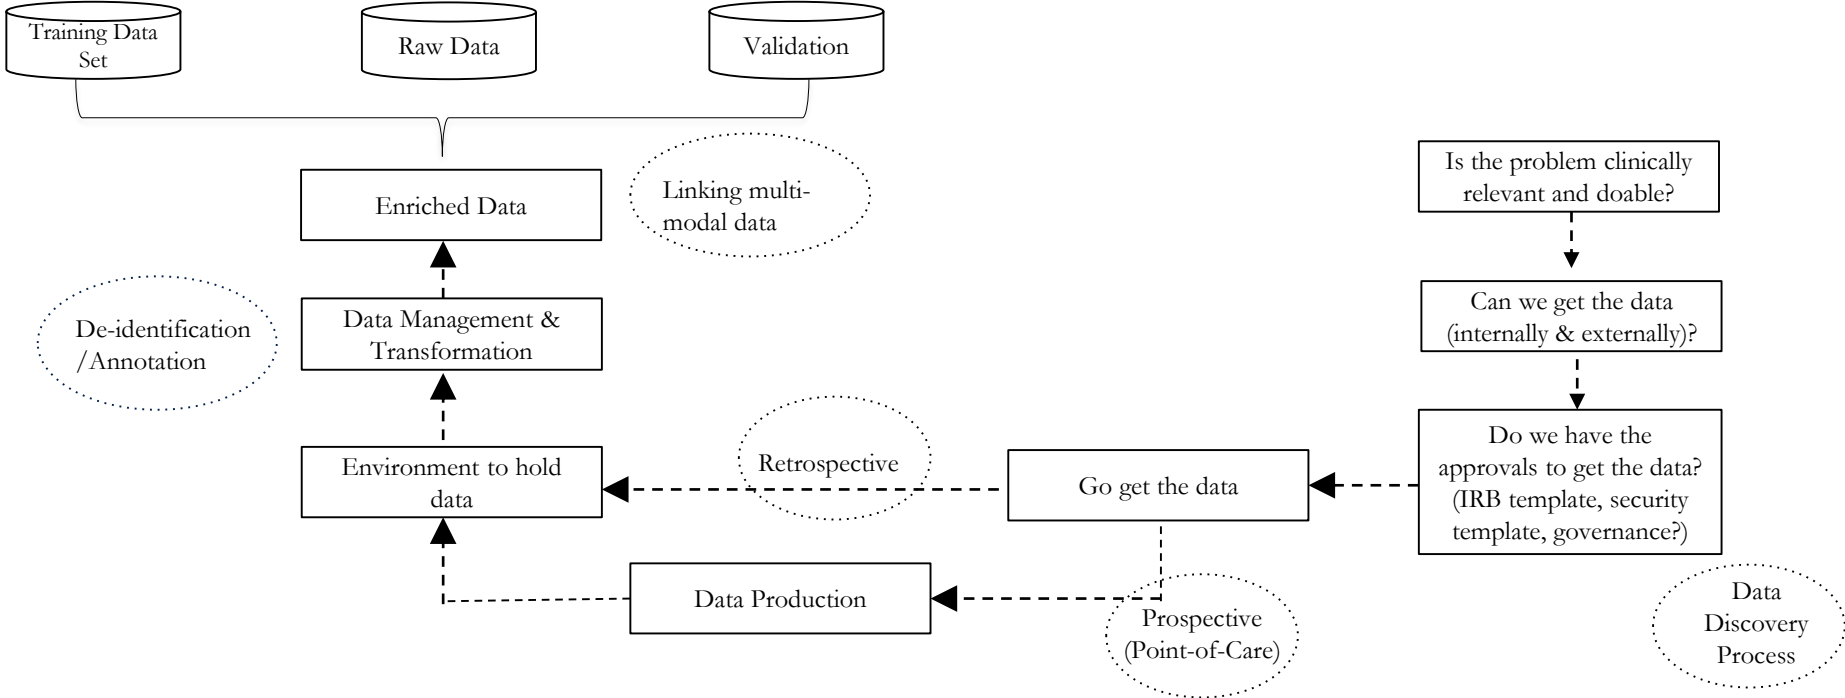 Training Data
Set
Raw Data
Validation
Enriched Data
Linking multi-
modal data
Is the problem clinically
relevant and doable?
De-identification
/Annotation
Data Management &
Transformation
Can we get the data
(internally & externally)?
Environment to hold
data
Retrospective
Go get the data
Do we have the
approvals to get the data?
(IRB template, security
template, governance?)
Data Production
Prospective
(Point-of-Care)
Data
Discovery
Process